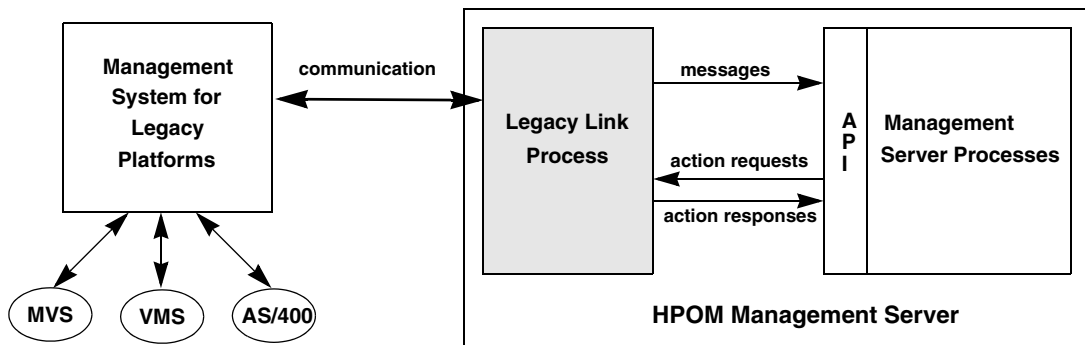 Management
System for
Legacy
Platforms
communication
Legacy Link
Process
messages
action requests
action responses
A
P
I
Management
Server Processes
MVS
VMS
AS/400
HPOM Management Server